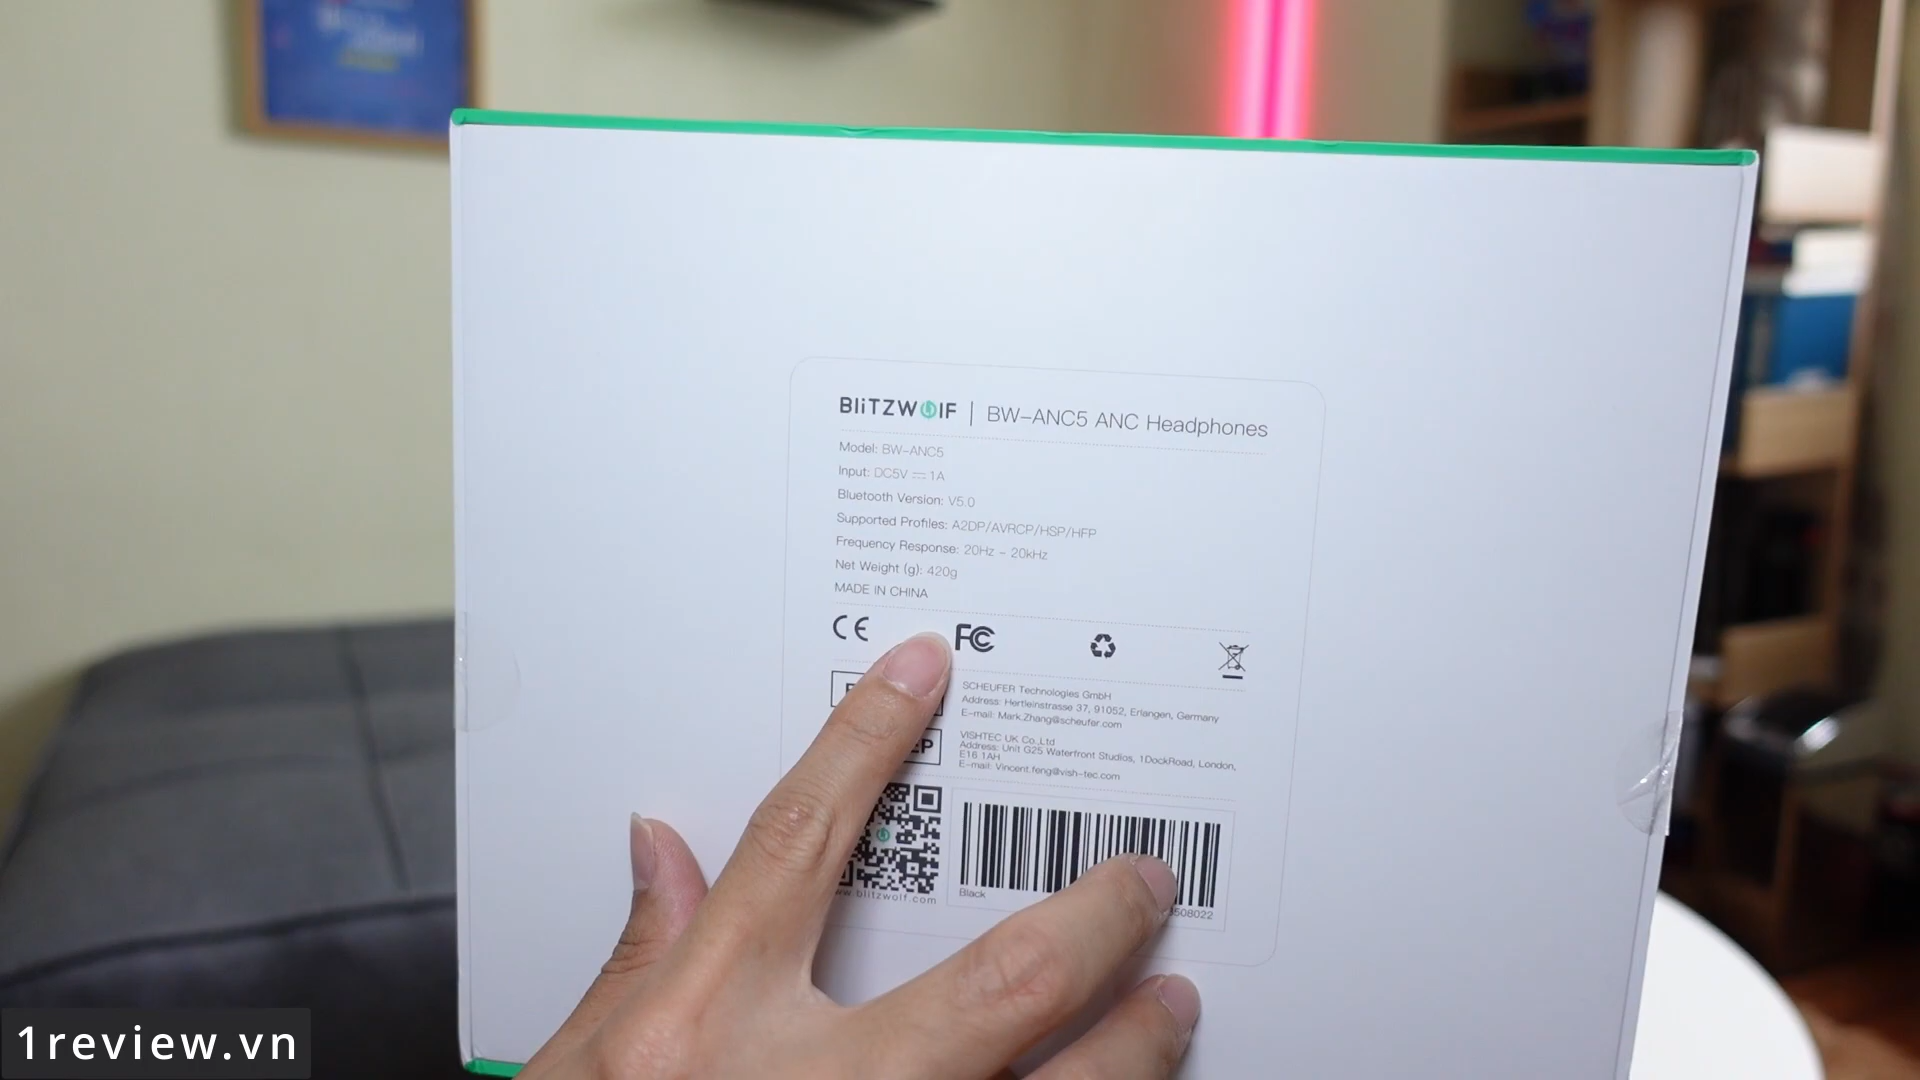 BlitzWolf | BW-ANC5 ANC Headphones
Model: BW-ANC5
Input: DC5V ⎓ 1A
Bluetooth Version: V5.0
Supported Profiles: A2DP/AVRCP/HSP/HFP
Frequency Response: 20Hz - 20kHz
Net Weight (g): 420g
MADE IN CHINA
CE FC
SCHEUFER Technologies GmbH
Address: Hertleinstrasse 37, 91052, Erlangen, Germany
E-mail: Mark.Zhang@scheufer.com
VISHTEC UK Co.,Ltd
Address: Unit G25 Waterfront Studios, 1DockRoad, London,
E16 1AH
E-mail: Vincent.feng@vish-tec.com
www.blitzwolf.com
Black
508022
1review.vn